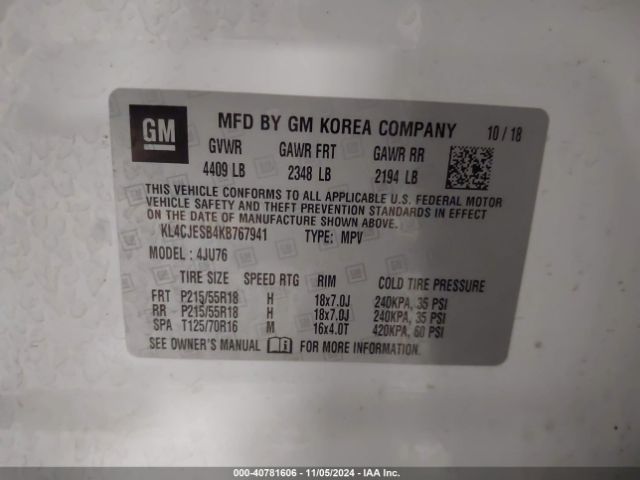 GM
MFD BY GM KOREA COMPANY 10 / 18
GVWR GAWR FRT GAWR RR
4409 LB 2348 LB 2194 LB
THIS VEHICLE CONFORMS TO ALL APPLICABLE U.S. FEDERAL MOTOR
VEHICLE SAFETY AND THEFT PREVENTION STANDARDS IN EFFECT
ON THE DATE OF MANUFACTURE SHOWN ABOVE.
KL4CJESB4KB767941 TYPE: MPV
MODEL : 4JU76
TIRE SIZE SPEED RTG RIM COLD TIRE PRESSURE
FRT P215/55R18 H 18x7.0J 240KPA, 35 PSI
RR P215/55R18 H 18x7.0J 240KPA, 35 PSI
SPA T125/70R16 M 16x4.0T 420KPA, 60 PSI
SEE OWNER'S MANUAL FOR MORE INFORMATION.
000-40781606 - 11/05/2024 - IAA Inc.